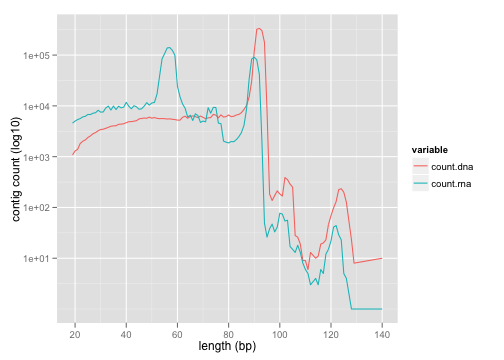 contig count (log10)
1e+05
1e+04
1e+03
1e+02
1e+01
20 40 60 80 100 120 140
length (bp)
variable
count.dna
count.rna